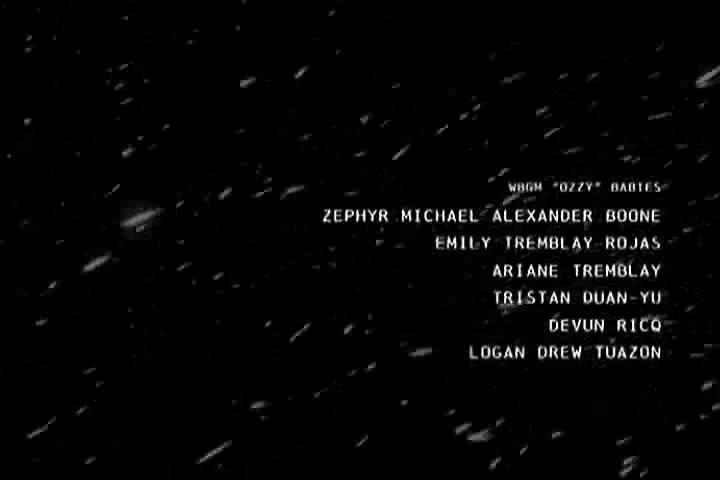 WBGM "OZZY" BABIES
ZEPHYR MICHAEL ALEXANDER BOONE
EMILY TREMBLAY ROJAS
ARIANE TREMBLAY
TRISTAN DUAN-YU
DEVUN RICQ
LOGAN DREW TUAZON